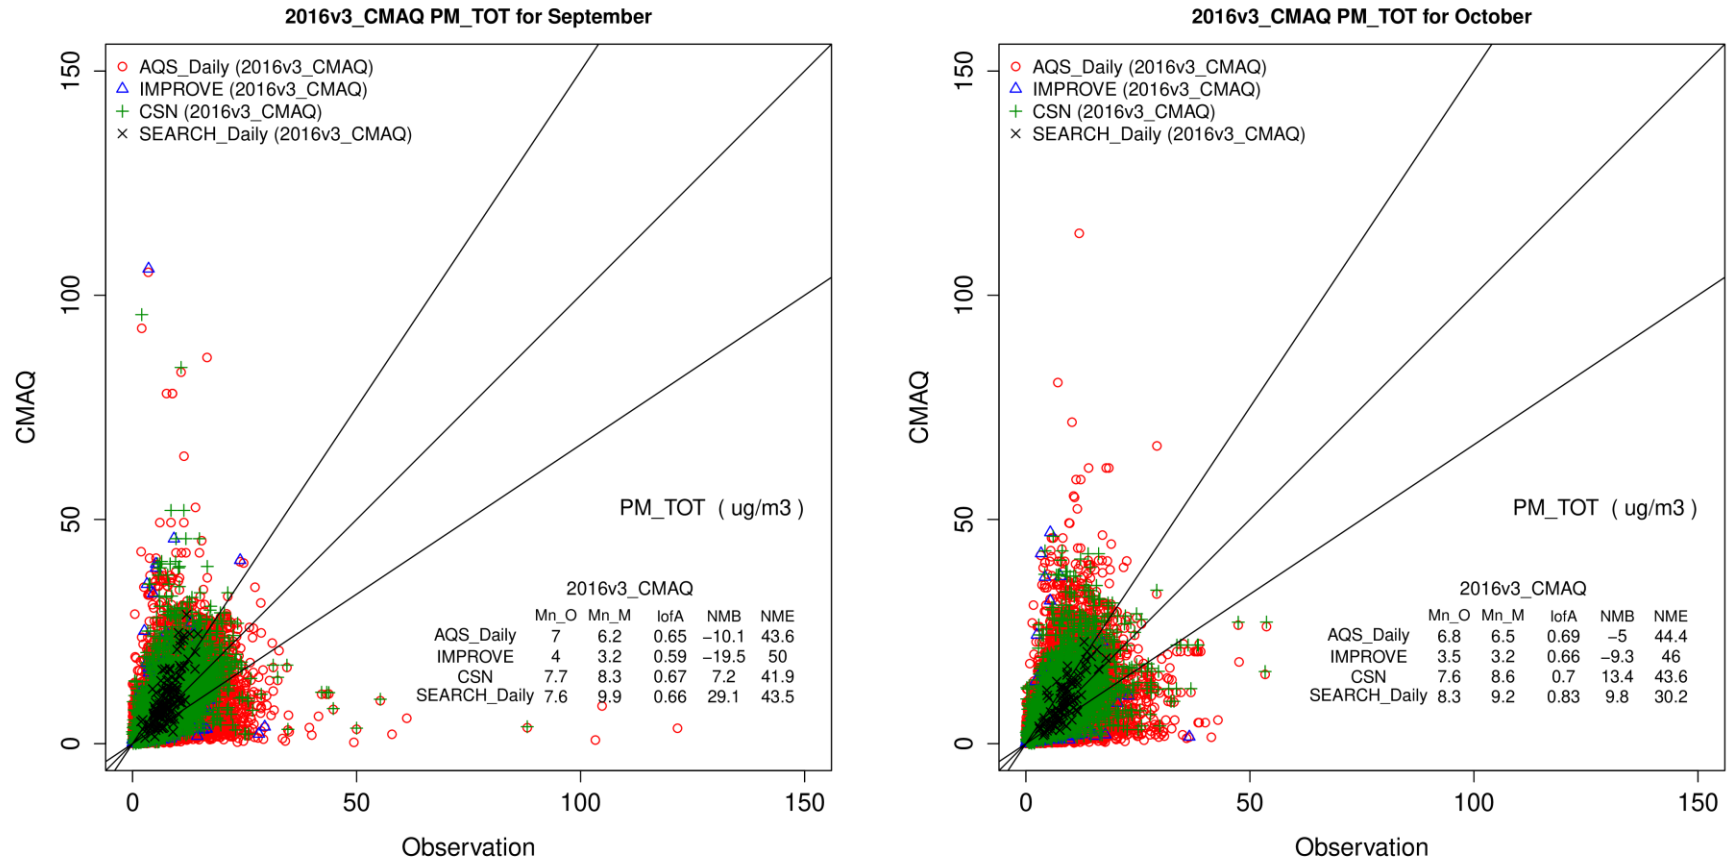 2016v3_CMAQ PM_TOT for September
150
100
50
0
CMAQ
AQS_Daily (2016v3_CMAQ)
IMPROVE (2016v3_CMAQ)
CSN (2016v3_CMAQ)
SEARCH_Daily (2016v3_CMAQ)
PM_TOT ( ug/m3 )
2016v3_CMAQ
Mn_O Mn_M IofA NMB NME
AQS_Daily 7 6.2 0.65 −10.1 43.6
IMPROVE 4 3.2 0.59 −19.5 50
CSN 7.7 8.3 0.67 7.2 41.9
SEARCH_Daily 7.6 9.9 0.66 29.1 43.5
0 50 100 150
Observation
2016v3_CMAQ PM_TOT for October
150
100
50
0
CMAQ
AQS_Daily (2016v3_CMAQ)
IMPROVE (2016v3_CMAQ)
CSN (2016v3_CMAQ)
SEARCH_Daily (2016v3_CMAQ)
PM_TOT ( ug/m3 )
2016v3_CMAQ
Mn_O Mn_M IofA NMB NME
AQS_Daily 6.8 6.5 0.69 −5 44.4
IMPROVE 3.5 3.2 0.66 −9.3 46
CSN 7.6 8.6 0.7 13.4 43.6
SEARCH_Daily 8.3 9.2 0.83 9.8 30.2
0 50 100 150
Observation